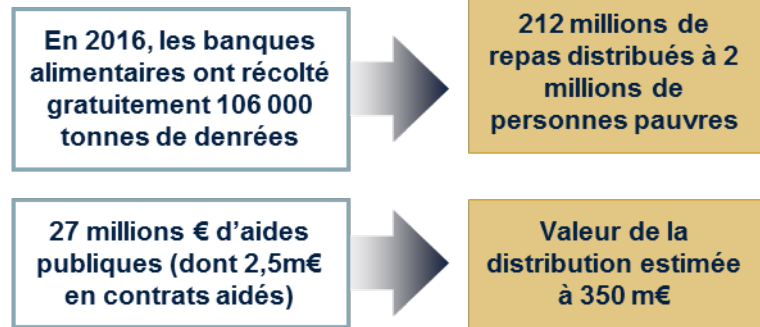 En 2016, les banques
alimentaires ont récolté
gratuitement 106 000
tonnes de denrées
212 millions de
repas distribués à 2
millions de
personnes pauvres
27 millions € d'aides
publiques (dont 2,5m€
en contrats aidés)
Valeur de la
distribution estimée
à 350 m€